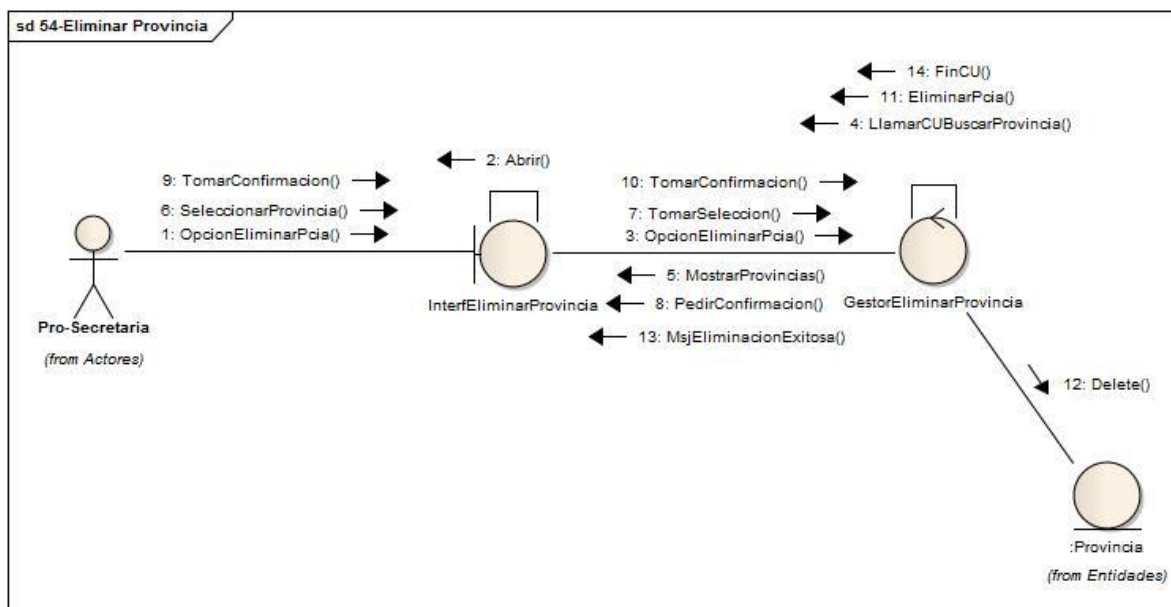 sd 54-Eliminar Provincia
14: FinCU()
11: EliminarPcia()
4: LlamarCUBuscarProvincia()
2: Abrir()
9: TomarConfirmacion()
6: SeleccionarProvincia()
1: OpcionEliminarPcia()
10: TomarConfirmacion()
7: TomarSeleccion()
3: OpcionEliminarPcia()
5: MostrarProvincias()
8: PedirConfirmacion()
13: MsjEliminacionExitosa()
InterfEliminarProvincia
GestorEliminarProvincia
Pro-Secretaria
(from Actores)
12: Delete()
:Provincia
(from Entidades)